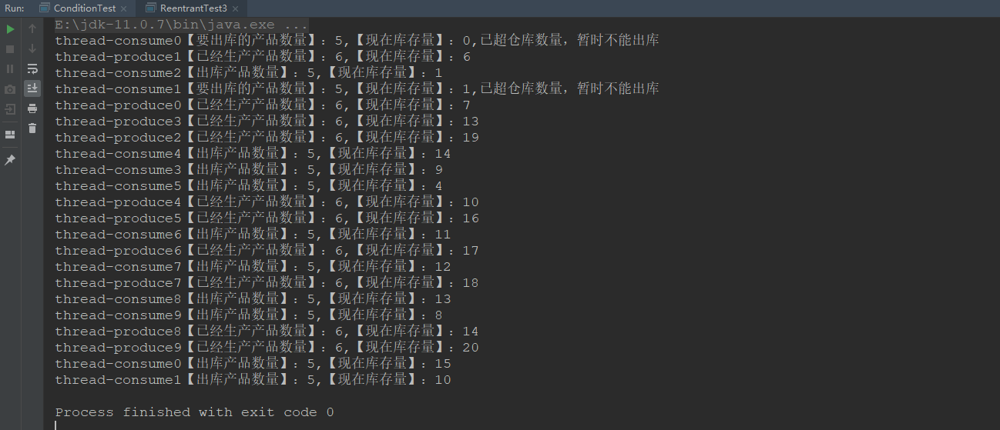 Run: ConditionTest × ReentrantTest3 ×
E:\jdk-11.0.7\bin\java.exe ...
thread-consume0【要出库的产品数量】：5,【现在库存量】：0,已超仓库数量，暂时不能出库
thread-produce1【已经生产产品数量】：6,【现在库存量】：6
thread-consume2【出库产品数量】：5,【现在库存量】：1
thread-consume1【要出库的产品数量】：5,【现在库存量】：1,已超仓库数量，暂时不能出库
thread-produce0【已经生产产品数量】：6,【现在库存量】：7
thread-produce3【已经生产产品数量】：6,【现在库存量】：13
thread-produce2【已经生产产品数量】：6,【现在库存量】：19
thread-consume4【出库产品数量】：5,【现在库存量】：14
thread-consume3【出库产品数量】：5,【现在库存量】：9
thread-consume5【出库产品数量】：5,【现在库存量】：4
thread-produce4【已经生产产品数量】：6,【现在库存量】：10
thread-produce5【已经生产产品数量】：6,【现在库存量】：16
thread-consume6【出库产品数量】：5,【现在库存量】：11
thread-produce6【已经生产产品数量】：6,【现在库存量】：17
thread-consume7【出库产品数量】：5,【现在库存量】：12
thread-produce7【已经生产产品数量】：6,【现在库存量】：18
thread-consume8【出库产品数量】：5,【现在库存量】：13
thread-consume9【出库产品数量】：5,【现在库存量】：8
thread-produce8【已经生产产品数量】：6,【现在库存量】：14
thread-produce9【已经生产产品数量】：6,【现在库存量】：20
thread-consume0【出库产品数量】：5,【现在库存量】：15
thread-consume1【出库产品数量】：5,【现在库存量】：10
Process finished with exit code 0